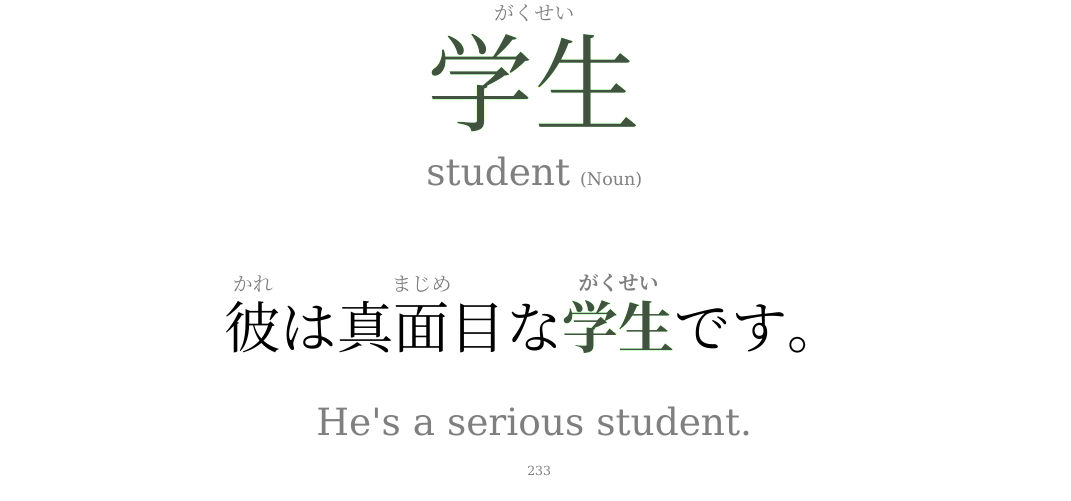 がくせい
学生
student (Noun)
かれ まじめ がくせい
彼は真面目な学生です。
He's a serious student.
233